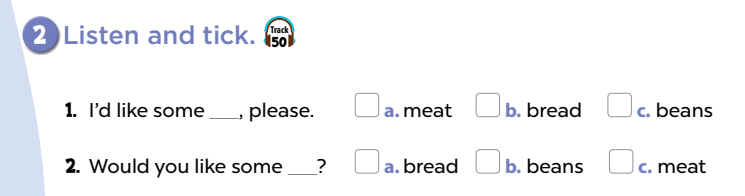 2 Listen and tick. Track 50
1. I'd like some ___, please. a. meat b. bread c. beans
2. Would you like some ___? a. bread b. beans c. meat